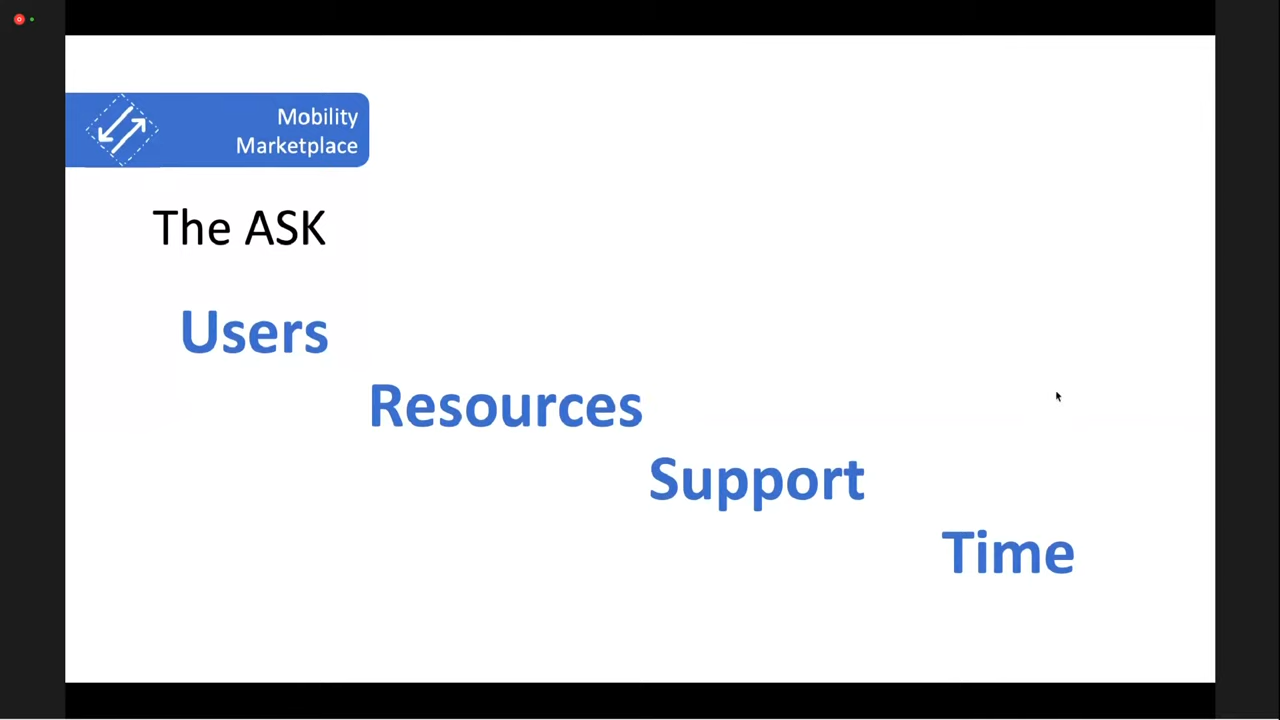 Mobility
Marketplace
The ASK
Users
Resources
Support
Time